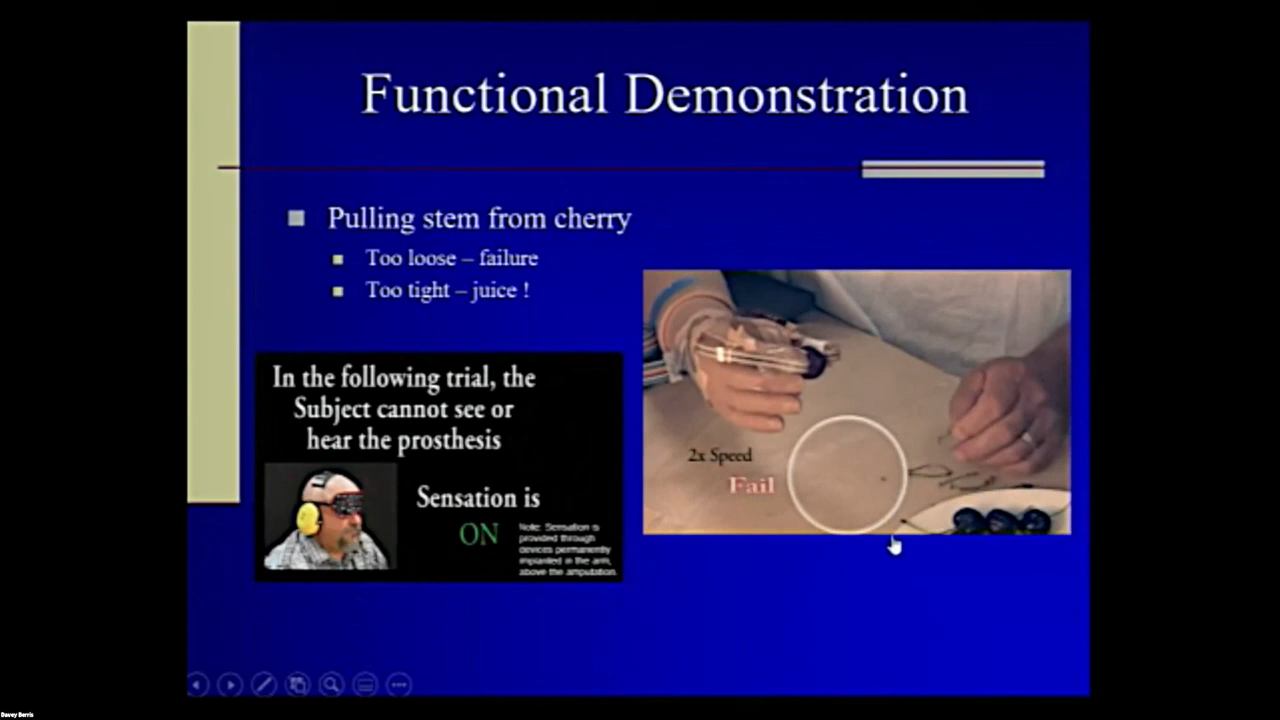 Functional Demonstration
Pulling stem from cherry
Too loose – failure
Too tight – juice !
In the following trial, the
Subject cannot see or
hear the prosthesis
Sensation is
ON
Note: Sensation is
provided through
devices permanently
implanted in the arm,
above the amputation.
2x Speed
Fail
Davey Berris